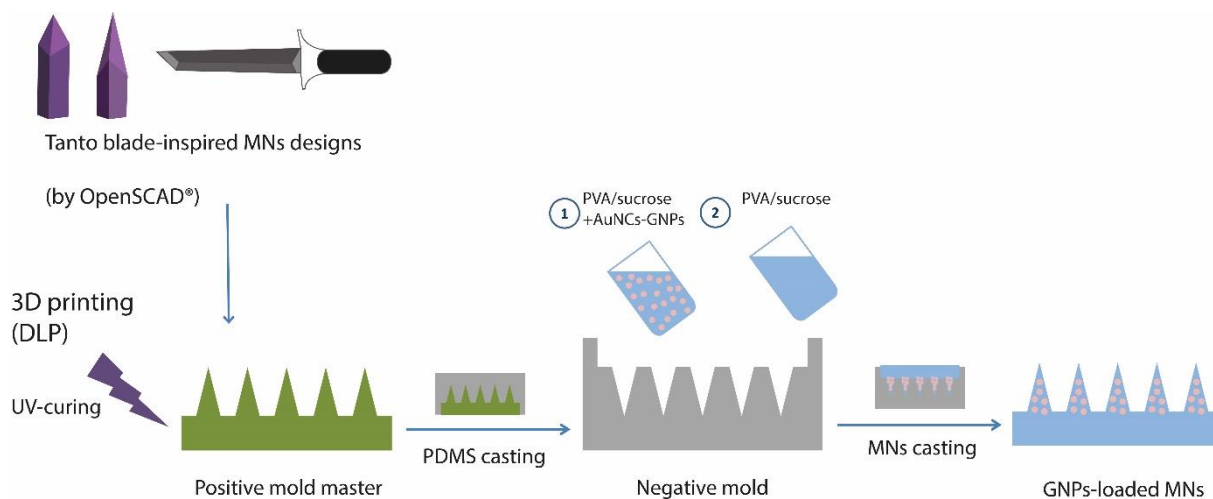 Tanto blade-inspired MNs designs
(by OpenSCAD®)
3D printing
(DLP)
UV-curing
Positive mold master
PDMS casting
1
PVA/sucrose
+AuNCs-GNPs
2
PVA/sucrose
Negative mold
MNs casting
GNPs-loaded MNs